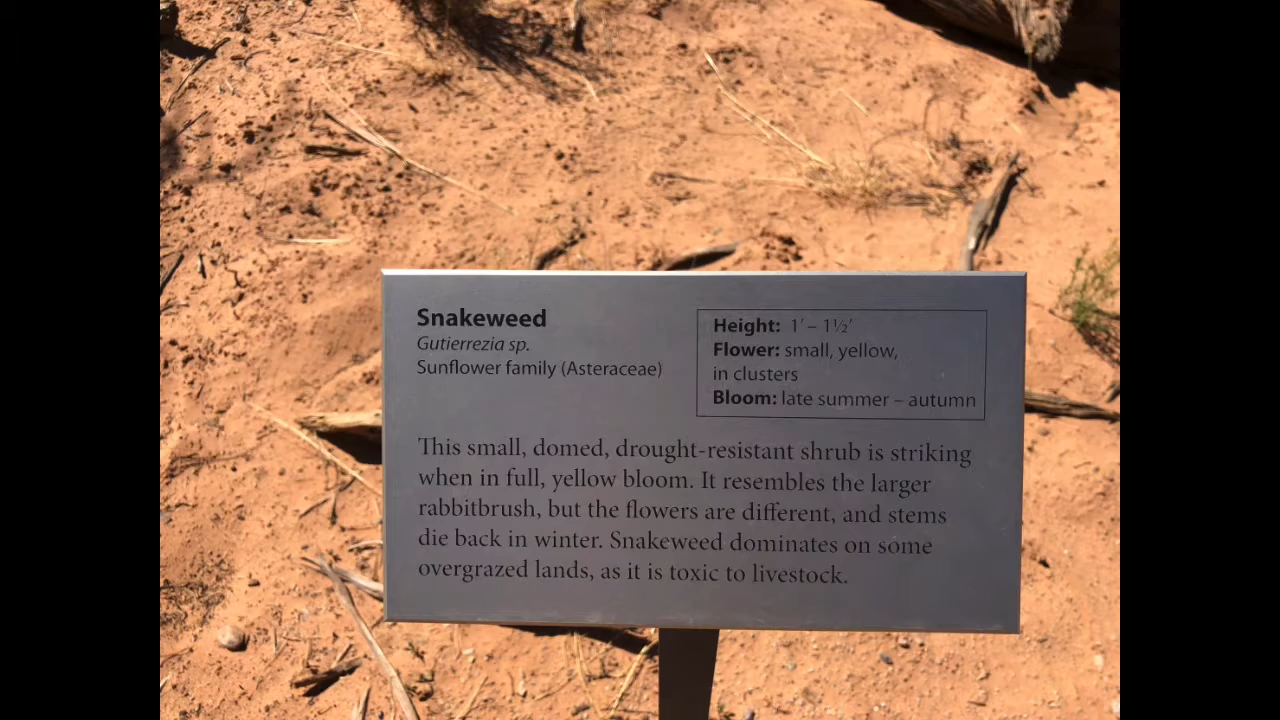 Snakeweed
Gutierrezia sp.
Sunflower family (Asteraceae)
Height: 1′ – 1½′
Flower: small, yellow,
in clusters
Bloom: late summer – autumn
This small, domed, drought-resistant shrub is striking
when in full, yellow bloom. It resembles the larger
rabbitbrush, but the flowers are different, and stems
die back in winter. Snakeweed dominates on some
overgrazed lands, as it is toxic to livestock.